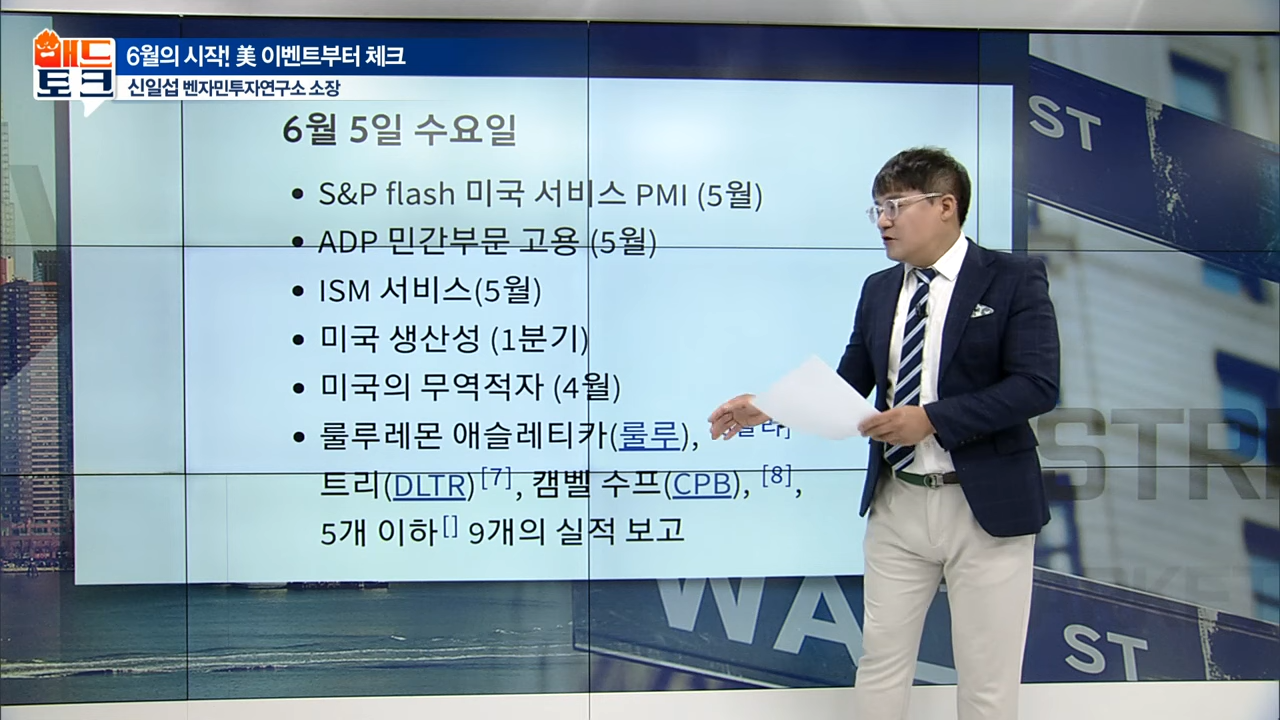 매드
토크
6월의 시작! 美 이벤트부터 체크
신일섭 벤자민투자연구소 소장
6월 5일 수요일
• S&P flash 미국 서비스 PMI (5월)
• ADP 민간부문 고용 (5월)
• ISM 서비스(5월)
• 미국 생산성 (1분기)
• 미국의 무역적자 (4월)
• 룰루레몬 애슬레티카(룰루),
트리(DLTR)[7], 캠벨 수프(CPB), [8],
5개 이하[] 9개의 실적 보고
ST
STR
WA
ST